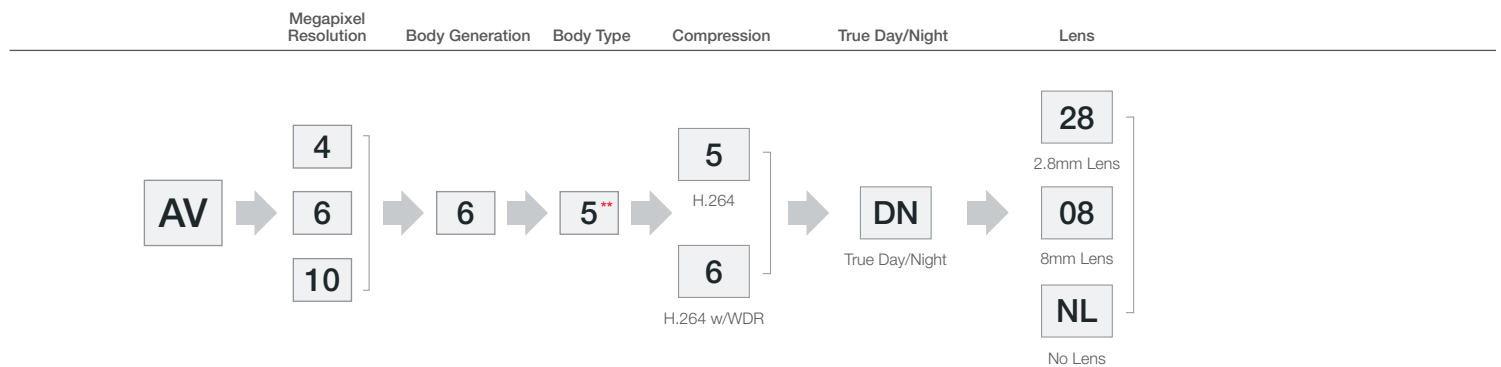 Megapixel
Resolution
Body Generation
Body Type
Compression
True Day/Night
Lens
AV
4
6
10
6
5**
5
H.264
6
H.264 w/WDR
DN
True Day/Night
28
2.8mm Lens
08
8mm Lens
NL
No Lens